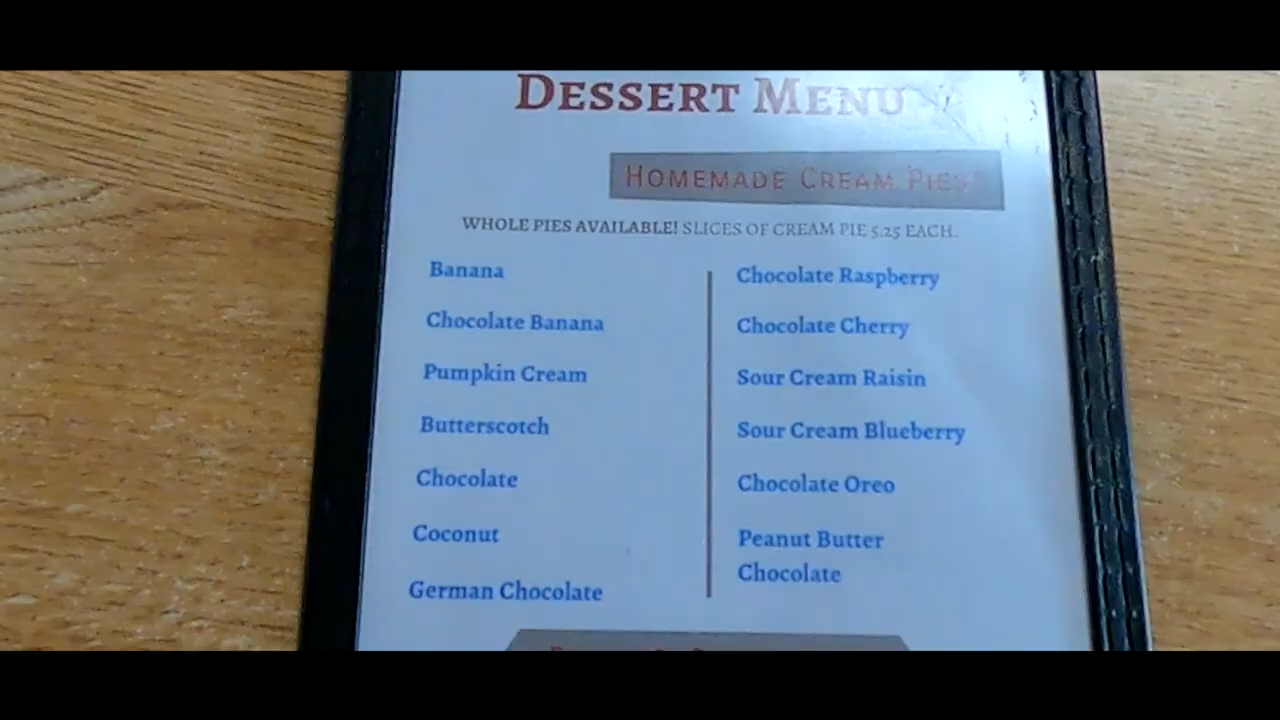 DESSERT MENU
HOMEMADE CREAM PIES
WHOLE PIES AVAILABLE! SLICES OF CREAM PIE 5.25 EACH.
Banana
Chocolate Banana
Pumpkin Cream
Butterscotch
Chocolate
Coconut
German Chocolate
Chocolate Raspberry
Chocolate Cherry
Sour Cream Raisin
Sour Cream Blueberry
Chocolate Oreo
Peanut Butter
Chocolate